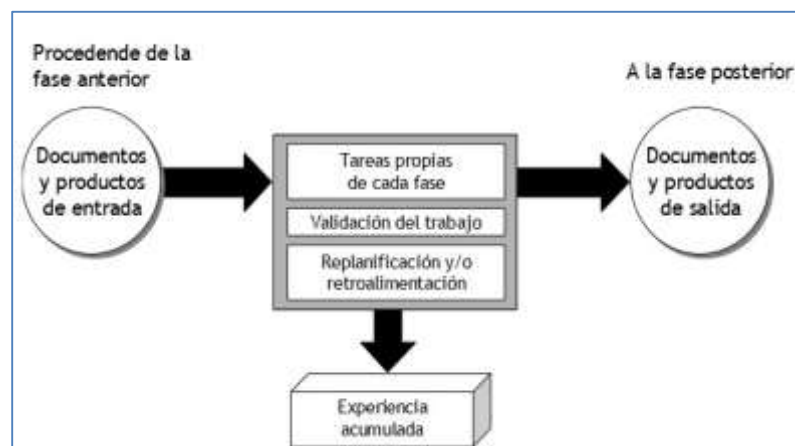 Procedende de la
fase anterior
A la fase posterior
Documentos
y productos
de entrada
Tareas propias
de cada fase
Validación del trabajo
Replanificación y/o
retroalimentación
Documentos
y productos
de salida
Experiencia
acumulada